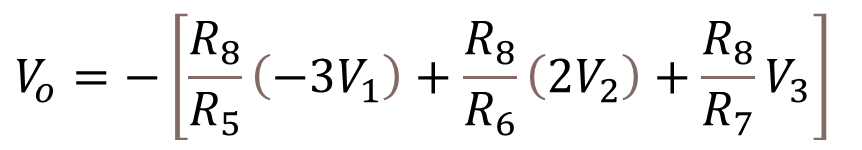 V_o = −[R_8/R_5 (−3V_1) + R_8/R_6 (2V_2) + R_8/R_7 V_3]